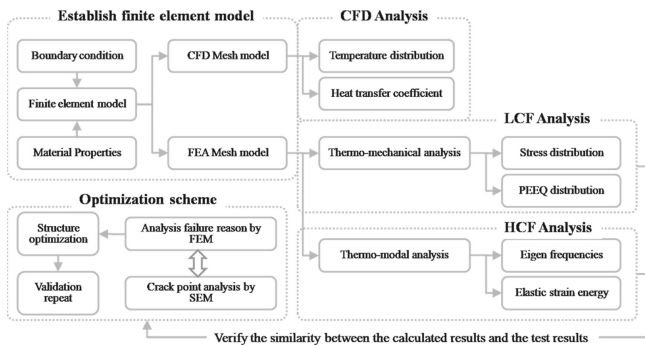 Establish finite element model
CFD Analysis
Boundary condition
CFD Mesh model
Temperature distribution
Finite element model
Heat transfer coefficient
LCF Analysis
Material Properties
FEA Mesh model
Thermo-mechanical analysis
Stress distribution
PEEQ distribution
Optimization scheme
HCF Analysis
Structure
optimization
Analysis failure reason by
FEM
Thermo-modal analysis
Eigen frequencies
Validation
repeat
Crack point analysis by
SEM
Elastic strain energy
Verify the similarity between the calculated results and the test results